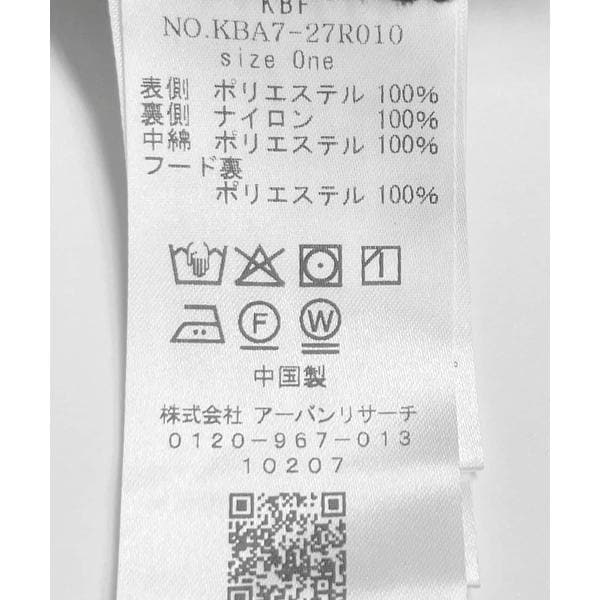 KBF
NO.KBA7-27R010
size One
表側 ポリエステル 100%
裏側 ナイロン 100%
中綿 ポリエステル 100%
フード裏
ポリエステル 100%
F W
中国製
株式会社 アーバンリサーチ
0120-967-013
10207